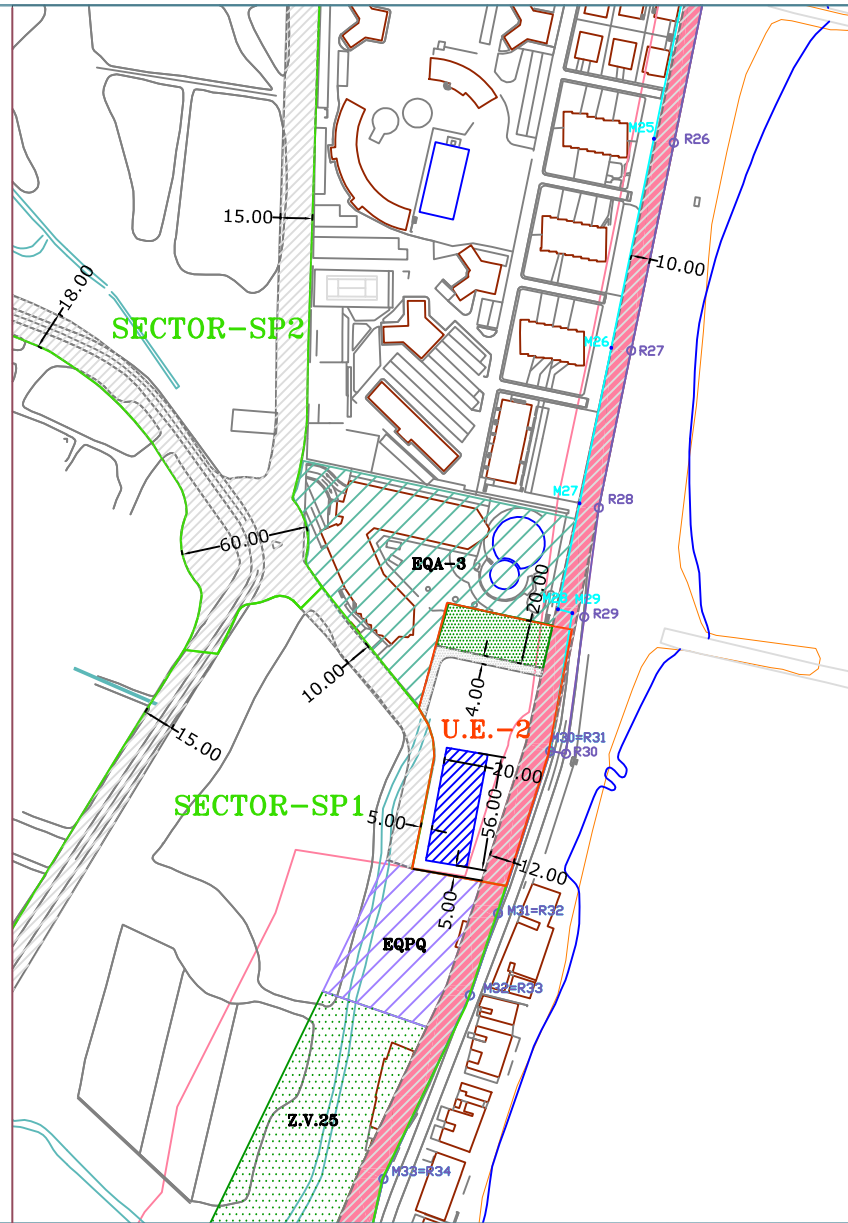 M25
R26
15.00
10.00
18.00
SECTOR-SP2
M26
R27
M27
R28
60.00
EQA-3
20.00
M28 M29
R29
10.00
4.00
U.E.-2
15.00
M30=R31
R30
20.00
SECTOR-SP1
5.00
56.00
12.00
5.00
M31=R32
EQPQ
M32=R33
Z.V.25
M33=R34